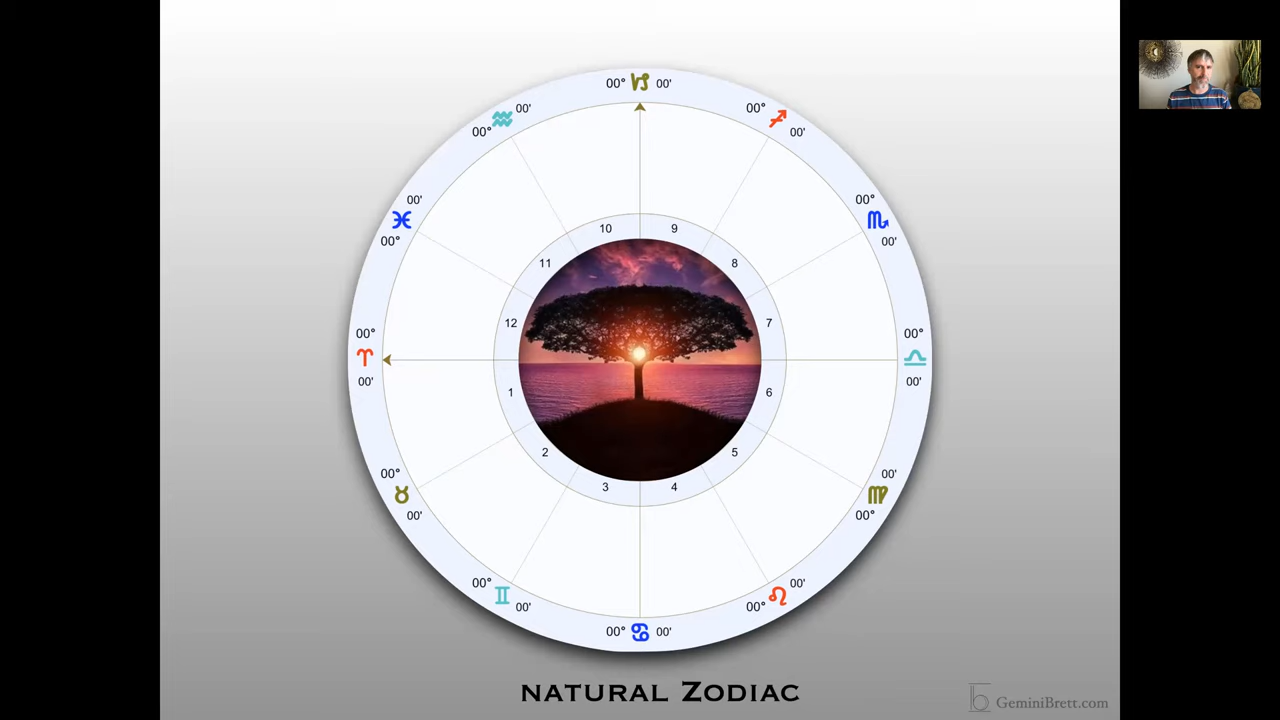 00° ♑ 00'
00° ♒ 00'
00° ♐ 00'
00' ♓ 00°
00° ♏ 00'
10 9
11 8
12 7
00° ♈ 00'
00° ♎ 00'
1 6
2 5
3 4
00° ♉ 00'
00' ♍ 00°
00° ♊ 00'
00° ♌ 00'
00° ♋ 00'
NATURAL ZODIAC
GeminiBrett.com